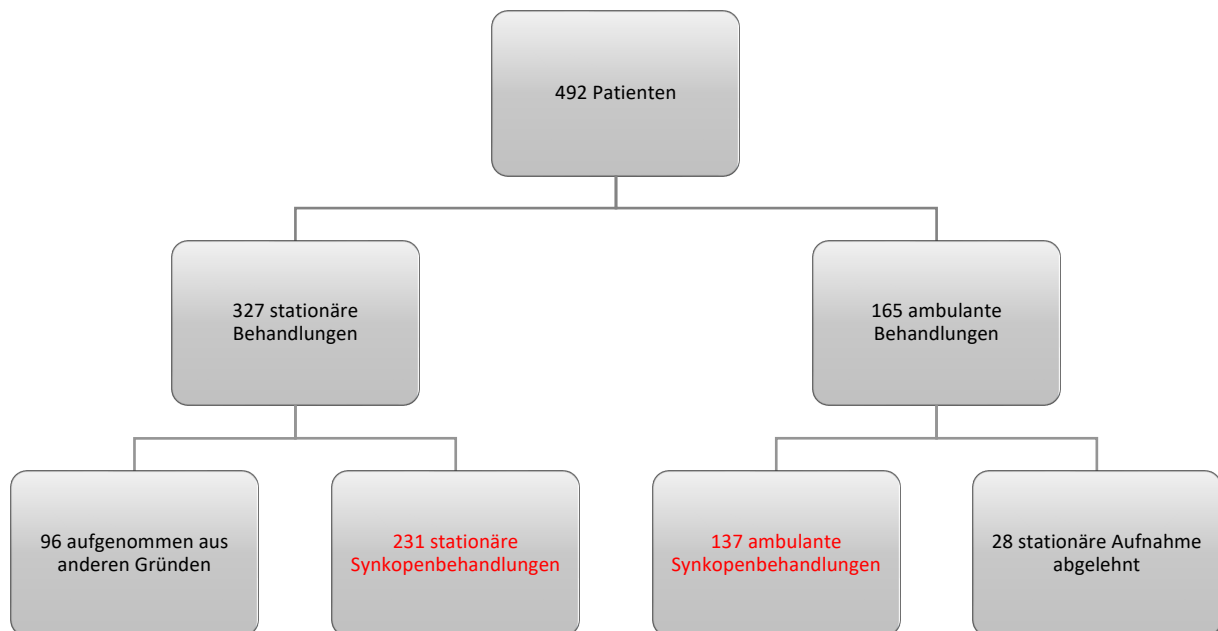 492 Patienten
327 stationäre
Behandlungen
165 ambulante
Behandlungen
96 aufgenommen aus
anderen Gründen
231 stationäre
Synkopenbehandlungen
137 ambulante
Synkopenbehandlungen
28 stationäre Aufnahme
abgelehnt